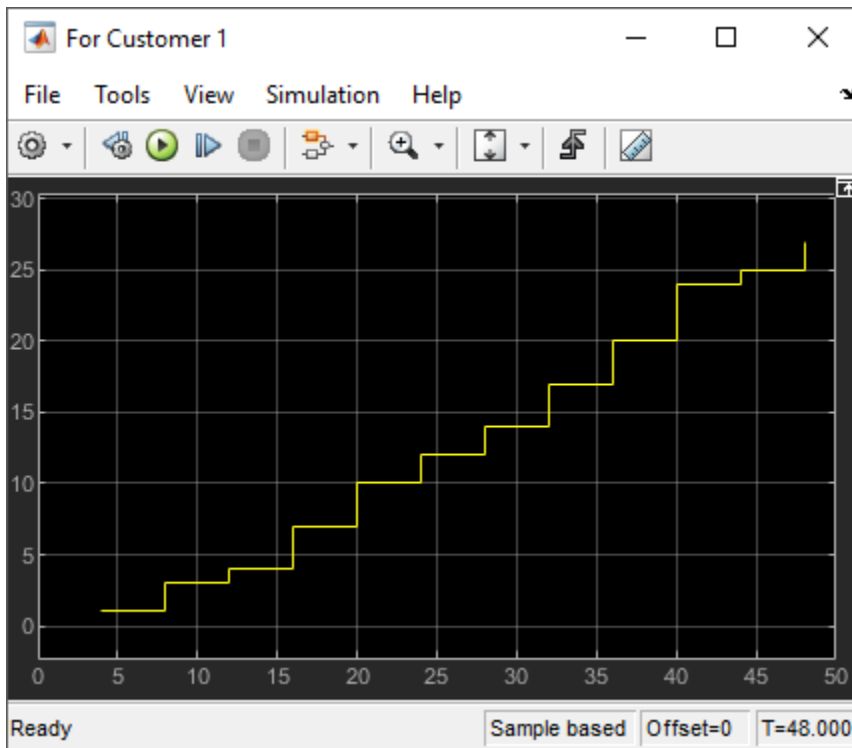 For Customer 1
File Tools View Simulation Help
30
25
20
15
10
5
0
0 5 10 15 20 25 30 35 40 45 50
Ready Sample based Offset=0 T=48.000